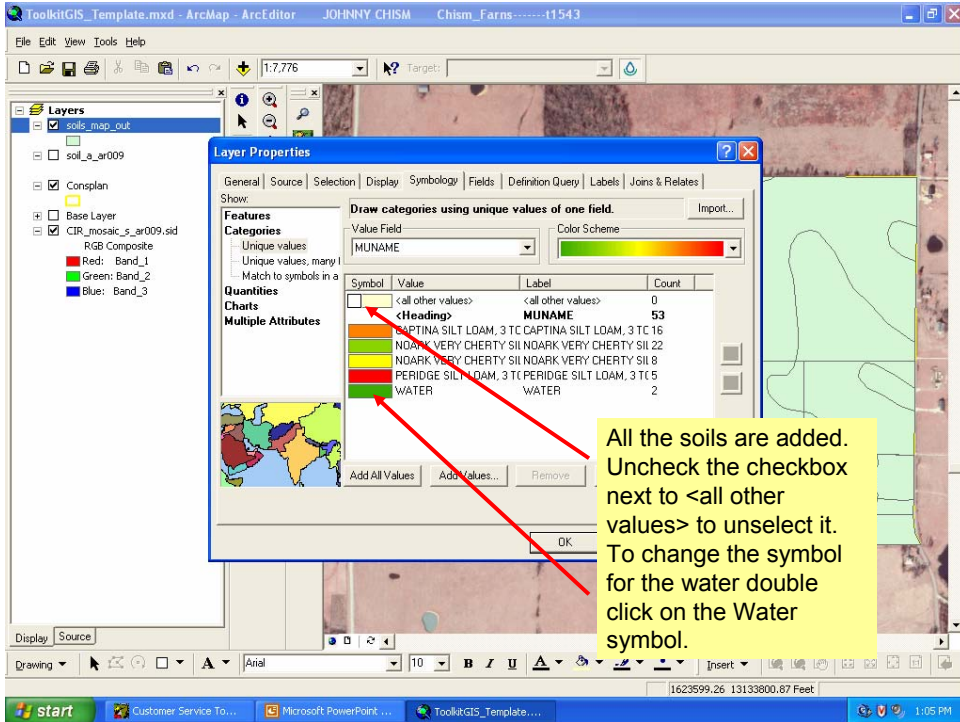 ToolkitGIS_Template.mxd - ArcMap - ArcEditor JOHNNY CHISM Chism_Farns-------t1543
File Edit View Tools Help
1:7,776 Target:
Layers
soils_map_out
soil_a_ar009
Consplan
Base Layer
CIR_mosaic_s_ar009.sid
RGB Composite
Red: Band_1
Green: Band_2
Blue: Band_3
Layer Properties
General Source Selection Display Symbology Fields Definition Query Labels Joins & Relates
Show:
Features
Categories
Unique values
Unique values, many
Match to symbols in a
Quantities
Charts
Multiple Attributes
Draw categories using unique values of one field.
Import...
Value Field
MUNAME
Color Scheme
Symbol Value Label Count
<all other values> <all other values> 0
<Heading> MUNAME 53
CAPTINA SILT LOAM, 3 TC CAPTINA SILT LOAM, 3 TC 16
NOARK VERY CHERTY SIL NOARK VERY CHERTY SIL 22
NOARK VERY CHERTY SIL NOARK VERY CHERTY SIL 8
PERIDGE SILT LOAM, 3 TC PERIDGE SILT LOAM, 3 TC 5
WATER WATER 2
Add All Values Add Values... Remove
OK
All the soils are added.
Uncheck the checkbox
next to <all other
values> to unselect it.
To change the symbol
for the water double
click on the Water
symbol.
Display Source
Drawing A Arial 10 B I U A Insert
1623599.26 13133800.87 Feet
start Customer Service To... Microsoft PowerPoint ... ToolkitGIS_Template.... 1:05 PM